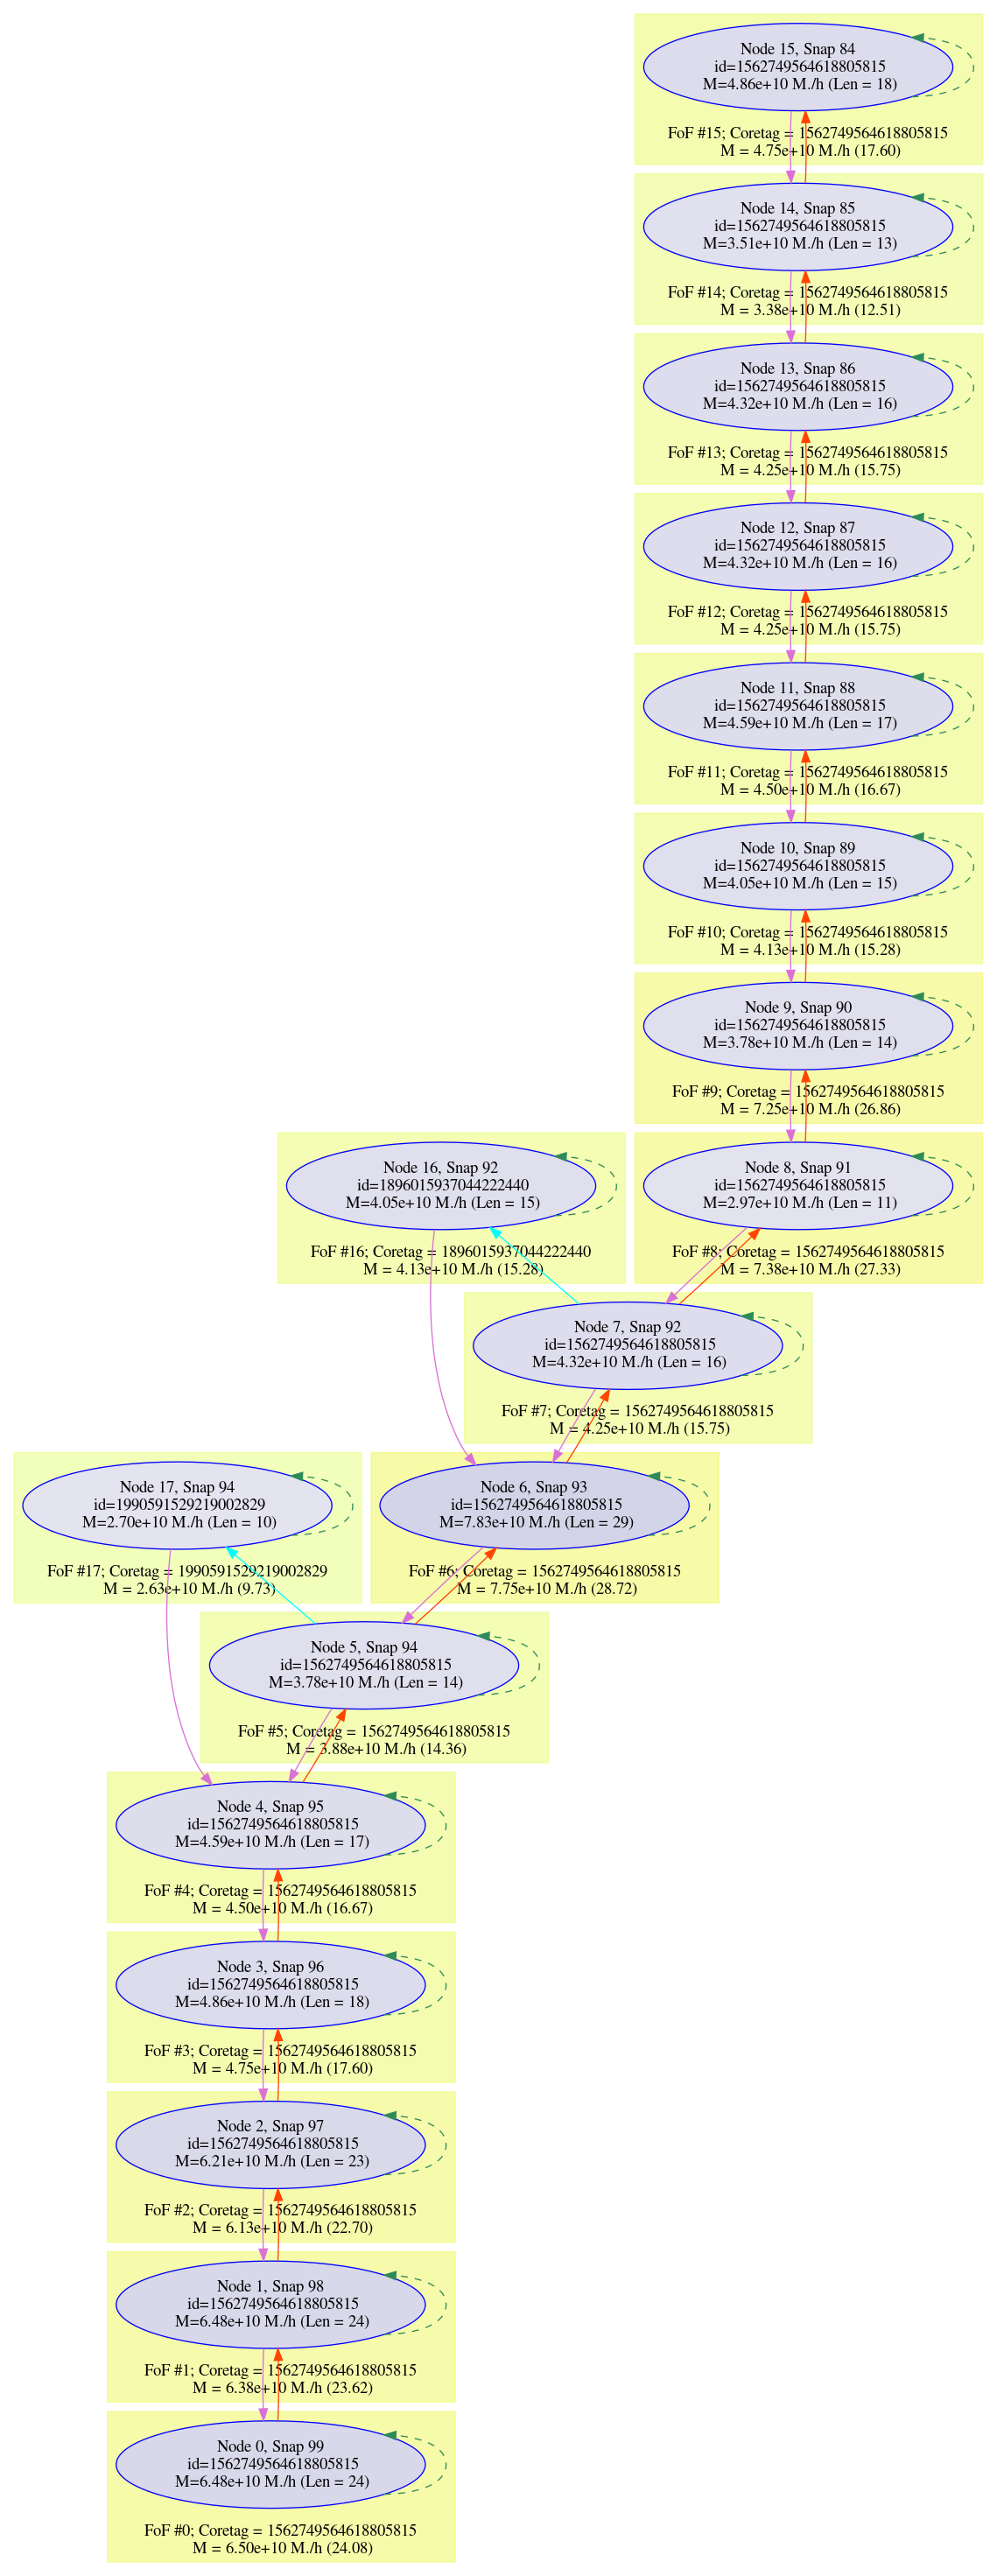 Node 15, Snap 84
id=1562749564618805815
M=4.86e+10 M./h (Len = 18)
FoF #15; Coretag = 1562749564618805815
M = 4.75e+10 M./h (17.60)
Node 14, Snap 85
id=1562749564618805815
M=3.51e+10 M./h (Len = 13)
FoF #14; Coretag = 1562749564618805815
M = 3.38e+10 M./h (12.51)
Node 13, Snap 86
id=1562749564618805815
M=4.32e+10 M./h (Len = 16)
FoF #13; Coretag = 1562749564618805815
M = 4.25e+10 M./h (15.75)
Node 12, Snap 87
id=1562749564618805815
M=4.32e+10 M./h (Len = 16)
FoF #12; Coretag = 1562749564618805815
M = 4.25e+10 M./h (15.75)
Node 11, Snap 88
id=1562749564618805815
M=4.59e+10 M./h (Len = 17)
FoF #11; Coretag = 1562749564618805815
M = 4.50e+10 M./h (16.67)
Node 10, Snap 89
id=1562749564618805815
M=4.05e+10 M./h (Len = 15)
FoF #10; Coretag = 1562749564618805815
M = 4.13e+10 M./h (15.28)
Node 9, Snap 90
id=1562749564618805815
M=3.78e+10 M./h (Len = 14)
FoF #9; Coretag = 1562749564618805815
M = 7.25e+10 M./h (26.86)
Node 16, Snap 92
id=1896015937044222440
M=4.05e+10 M./h (Len = 15)
FoF #16; Coretag = 1896015937044222440
M = 4.13e+10 M./h (15.28)
Node 8, Snap 91
id=1562749564618805815
M=2.97e+10 M./h (Len = 11)
FoF #8; Coretag = 1562749564618805815
M = 7.38e+10 M./h (27.33)
Node 7, Snap 92
id=1562749564618805815
M=4.32e+10 M./h (Len = 16)
FoF #7; Coretag = 1562749564618805815
M = 4.25e+10 M./h (15.75)
Node 17, Snap 94
id=1990591529219002829
M=2.70e+10 M./h (Len = 10)
FoF #17; Coretag = 1990591529219002829
M = 2.63e+10 M./h (9.73)
Node 6, Snap 93
id=1562749564618805815
M=7.83e+10 M./h (Len = 29)
FoF #6; Coretag = 1562749564618805815
M = 7.75e+10 M./h (28.72)
Node 5, Snap 94
id=1562749564618805815
M=3.78e+10 M./h (Len = 14)
FoF #5; Coretag = 1562749564618805815
M = 3.88e+10 M./h (14.36)
Node 4, Snap 95
id=1562749564618805815
M=4.59e+10 M./h (Len = 17)
FoF #4; Coretag = 1562749564618805815
M = 4.50e+10 M./h (16.67)
Node 3, Snap 96
id=1562749564618805815
M=4.86e+10 M./h (Len = 18)
FoF #3; Coretag = 1562749564618805815
M = 4.75e+10 M./h (17.60)
Node 2, Snap 97
id=1562749564618805815
M=6.21e+10 M./h (Len = 23)
FoF #2; Coretag = 1562749564618805815
M = 6.13e+10 M./h (22.70)
Node 1, Snap 98
id=1562749564618805815
M=6.48e+10 M./h (Len = 24)
FoF #1; Coretag = 1562749564618805815
M = 6.38e+10 M./h (23.62)
Node 0, Snap 99
id=1562749564618805815
M=6.48e+10 M./h (Len = 24)
FoF #0; Coretag = 1562749564618805815
M = 6.50e+10 M./h (24.08)